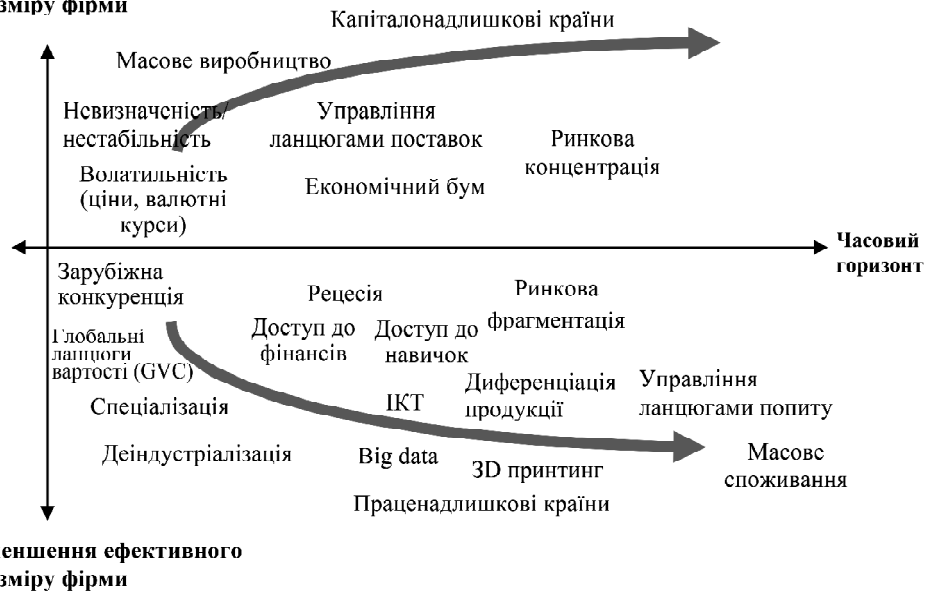 зміру фірми
Капіталонадлишкові країни
Масове виробництво
Невизначеність/
нестабільність
Управління
ланцюгами поставок
Ринкова
концентрація
Волатильність
(ціни, валютні
курси)
Економічний бум
Часовий
горизонт
Зарубіжна
конкуренція
Рецесія
Ринкова
фрагментація
Глобальні
ланцюги
вартості (GVC)
Доступ до
фінансів
Доступ до
навичок
Диференціація
продукції
Управління
ланцюгами попиту
Спеціалізація
ІКТ
Деіндустріалізація
Big data
3D принтинг
Масове
споживання
Праценадлишкові країни
еншення ефективного
зміру фірми